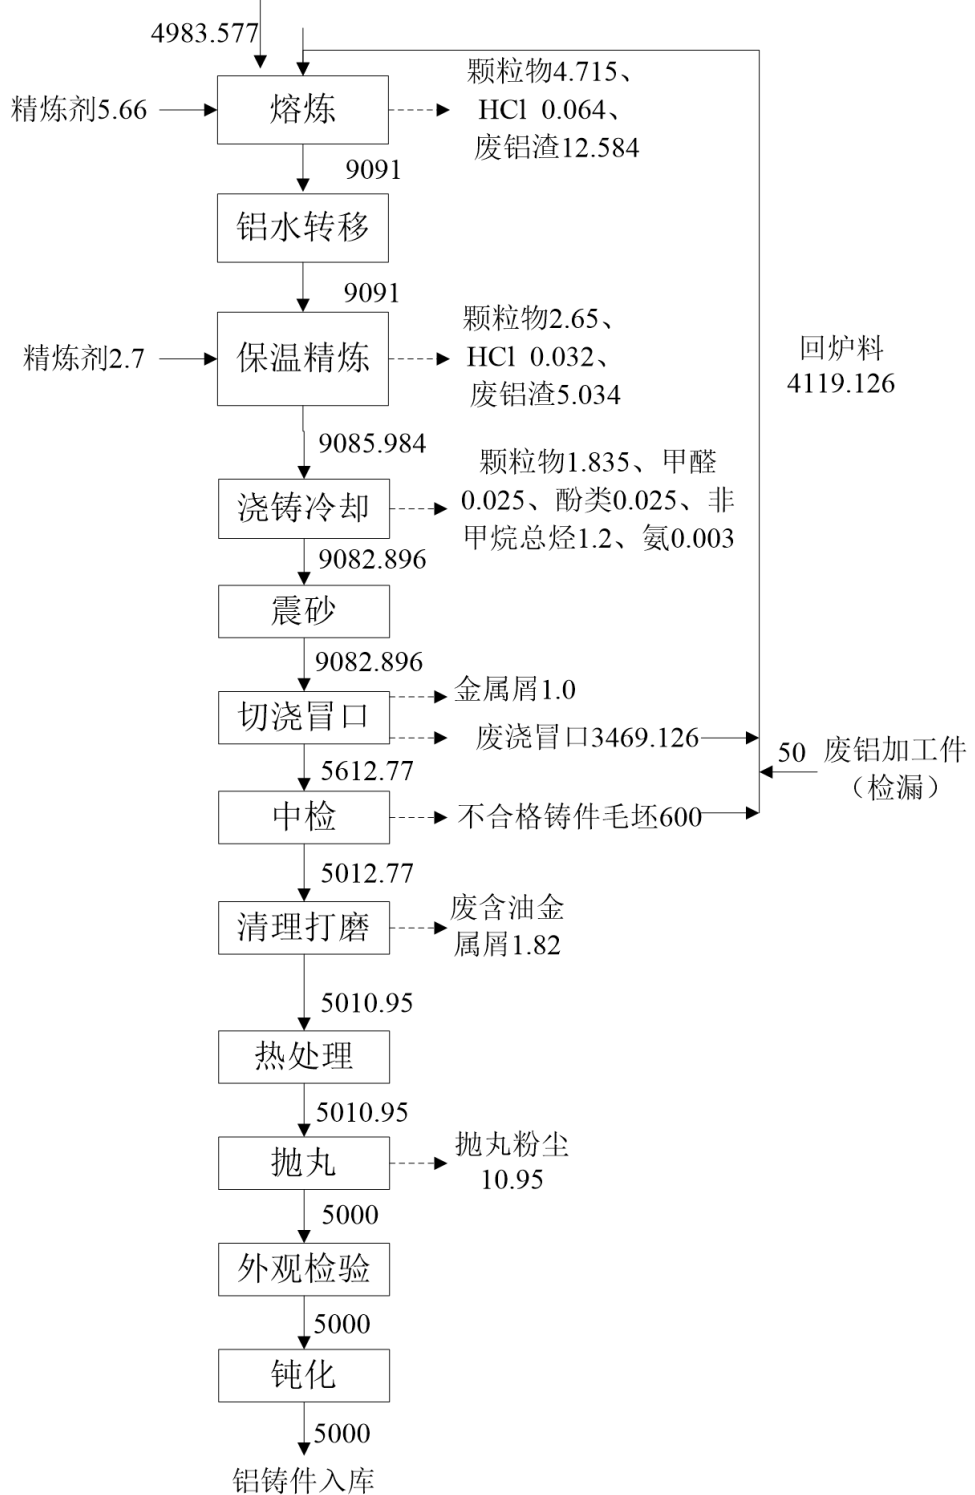 4983.577
精炼剂5.66
熔炼
颗粒物4.715、
HCl 0.064、
废铝渣12.584
9091
铝水转移
9091
精炼剂2.7
保温精炼
颗粒物2.65、
HCl 0.032、
废铝渣5.034
回炉料
4119.126
9085.984
浇铸冷却
颗粒物1.835、甲醛
0.025、酚类0.025、非
甲烷总烃1.2、氨0.003
9082.896
震砂
9082.896
切浇冒口
金属屑1.0
废浇冒口3469.126
50
废铝加工件
（检漏）
5612.77
中检
不合格铸件毛坯600
5012.77
清理打磨
废含油金
属屑1.82
5010.95
热处理
5010.95
抛丸
抛丸粉尘
10.95
5000
外观检验
5000
钝化
5000
铝铸件入库